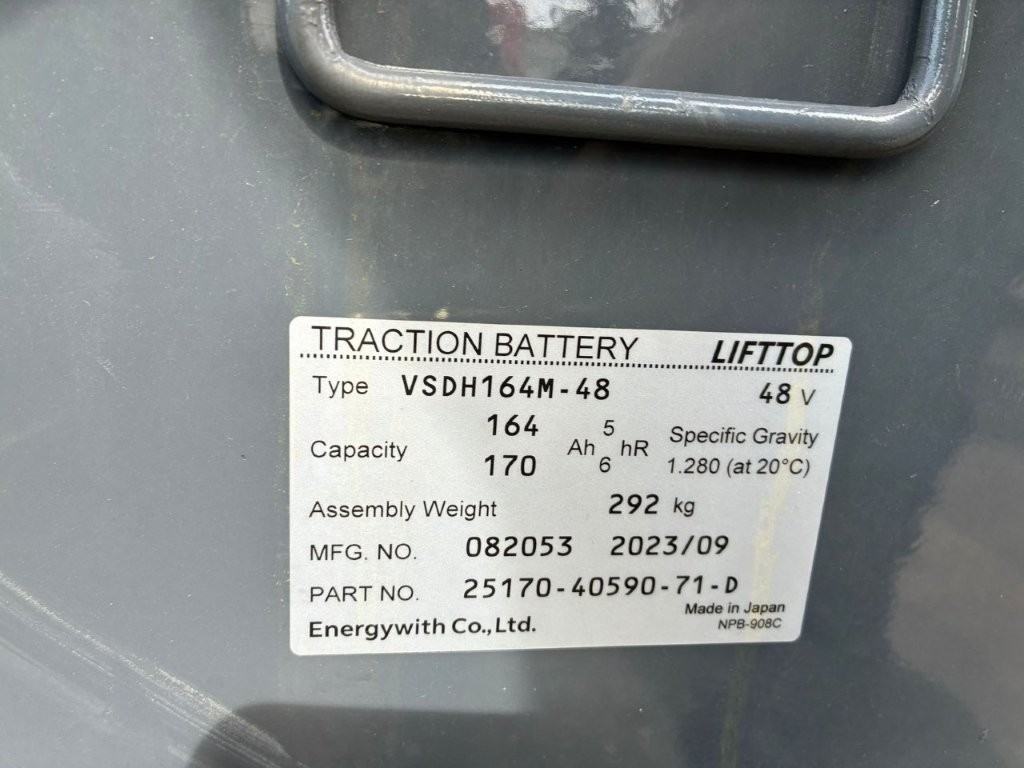 TRACTION BATTERY LIFTTOP
Type VSDH164M-48 48 V
Capacity 164 Ah 5 hR Specific Gravity
170 6 1.280 (at 20°C)
Assembly Weight 292 kg
MFG. NO. 082053 2023/09
PART NO. 25170-40590-71-D
Energywith Co.,Ltd. Made in Japan
NPB-908C